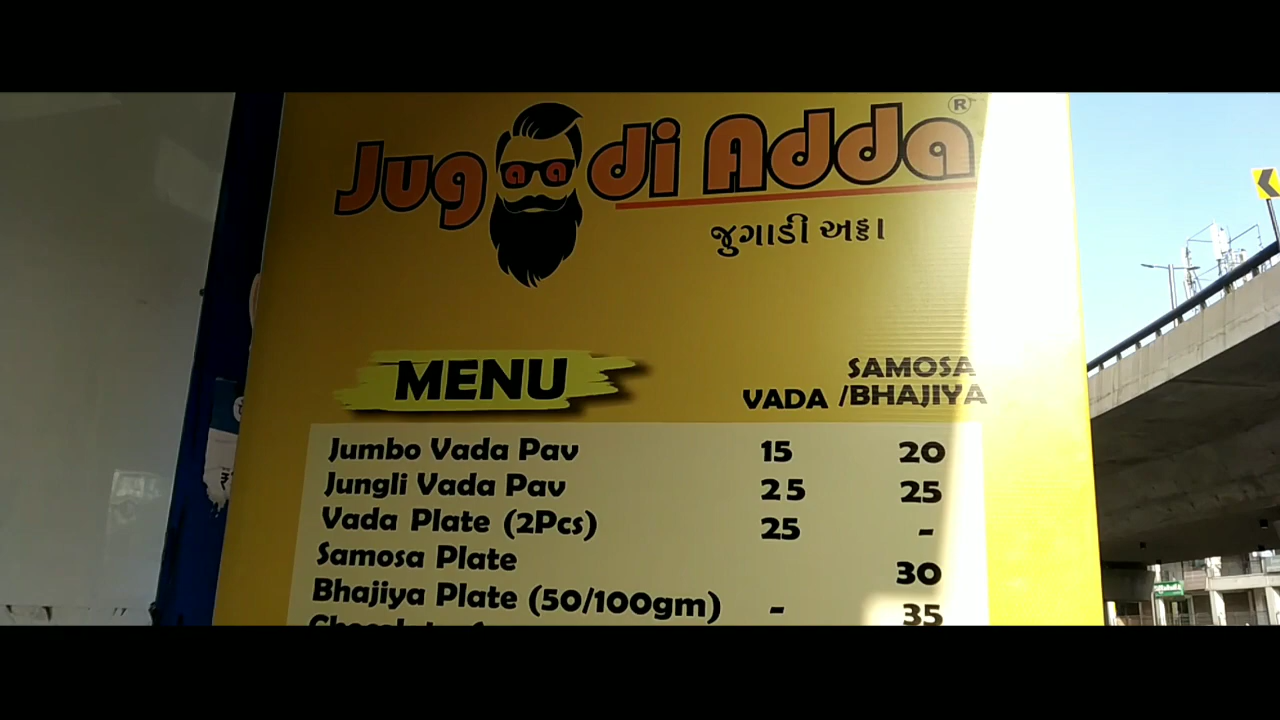 Jugaadi Adda®
જુગાડી અડ્ડા
MENU
VADA
SAMOSA
/BHAJIYA
Jumbo Vada Pav 15 20
Jungli Vada Pav 25 25
Vada Plate (2Pcs) 25 -
Samosa Plate 30
Bhajiya Plate (50/100gm) - 35